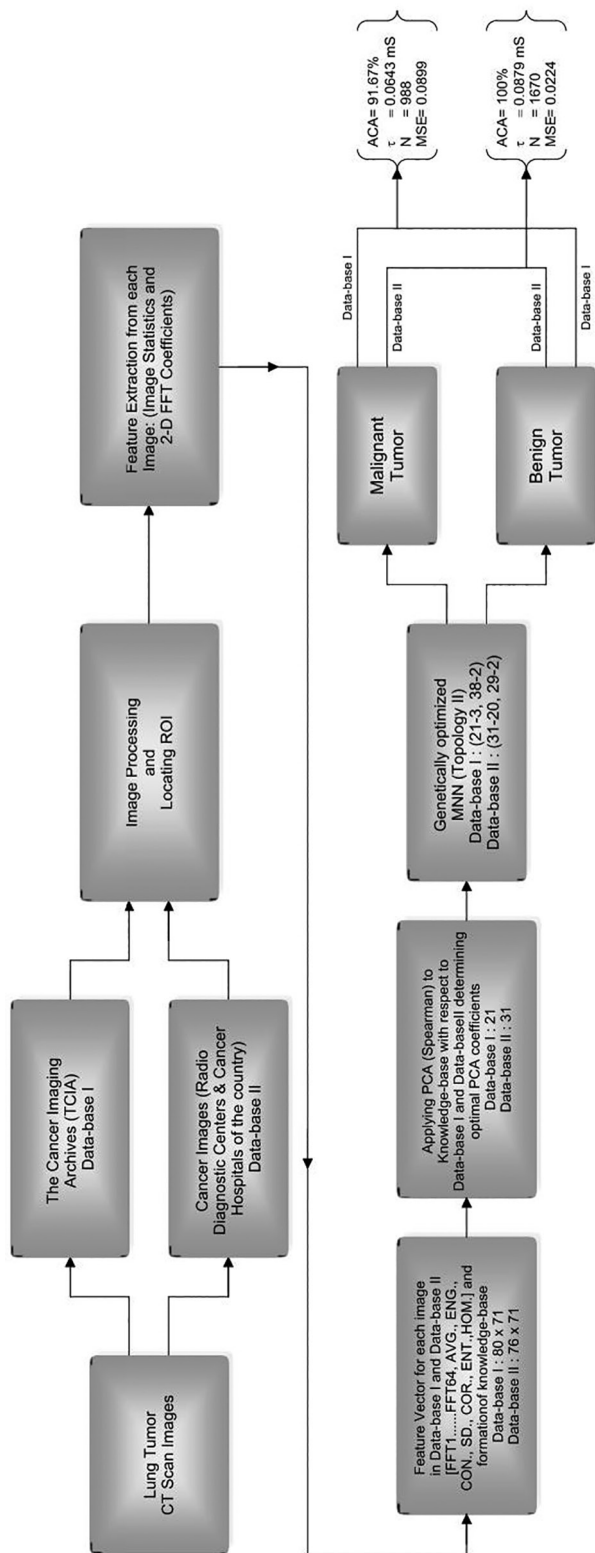 Lung Tumor
CT Scan Images
The Cancer Imaging
Archives (TCIA)
Data-base I
Cancer Images (Radio
Diagnostic Centers & Cancer
Hospitals of the country)
Data-base II
Image Processing
and
Locating ROI
Feature Extraction from each
Image: (Image Statistics and
2-D FFT Coefficients)
Feature Vector for each image
in Data-base I and Data-base II
[FFT1......FFT64, AVG., ENG.,
CON., SD., COR., ENT.,HOM.] and
formationof knowledge-base
Data-base I : 80 x 71
Data-base II : 76 x 71
Applying PCA (Spearman) to
Knowledge-base with respect to
Data-base I and Data-baseII determining
optimal PCA coefficients
Data-base I : 21
Data-base II : 31
Genetically optimized
MNN (Topology II)
Data-base I : (21-3, 38-2)
Data-base II : (31-20, 29-2)
Malignant
Tumor
Benign
Tumor
Data-base I
Data-base II
Data-base II
Data-base I
ACA= 91.67%
τ = 0.0643 mS
N = 988
MSE= 0.0899
ACA= 100%
τ = 0.0879 mS
N = 1670
MSE= 0.0224